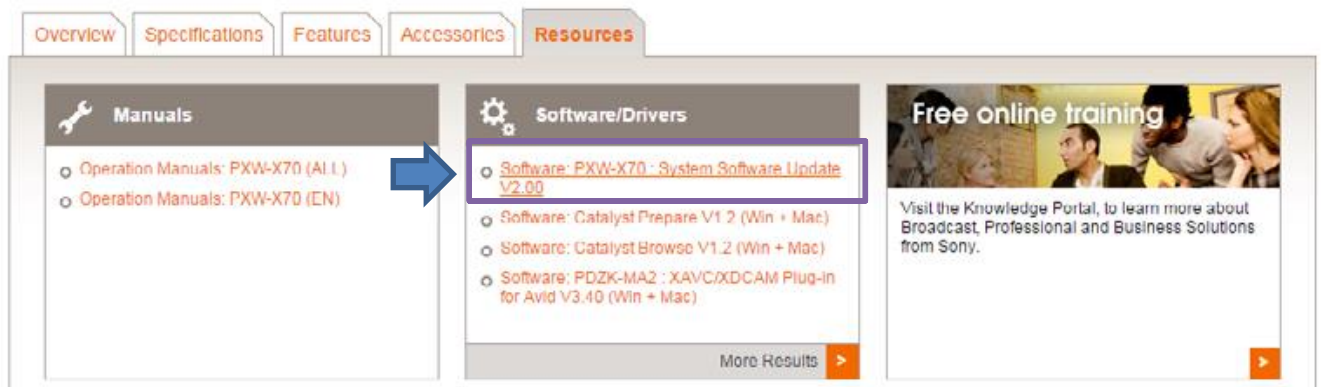 Overview Specifications Features Accessories Resources
Manuals
Operation Manuals: PXW-X70 (ALL)
Operation Manuals: PXW-X70 (EN)
Software/Drivers
Software: PXW-X70 : System Software Update
V2.00
Software: Catalyst Prepare V1.2 (Win + Mac)
Software: Catalyst Browse V1.2 (Win + Mac)
Software: PDZK-MA2 : XAVC/XDCAM Plug-in
for Avid V3.40 (Win + Mac)
More Results >
Free online training
Visit the Knowledge Portal, to learn more about
Broadcast, Professional and Business Solutions
from Sony.
>